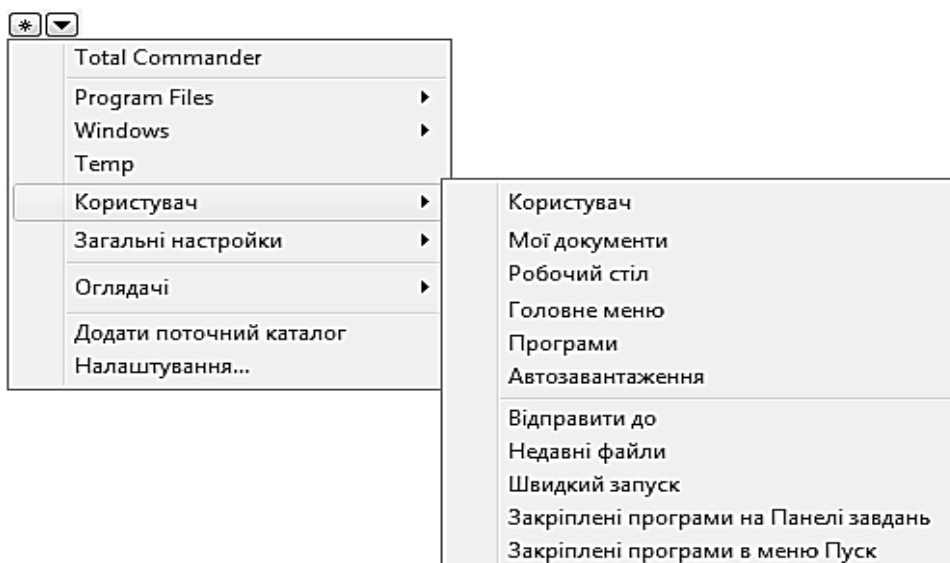 Total Commander
Program Files
Windows
Temp
Користувач
Загальні настройки
Оглядачі
Додати поточний каталог
Налаштування...
Користувач
Мої документи
Робочий стіл
Головне меню
Програми
Автозавантаження
Відправити до
Недавні файли
Швидкий запуск
Закріплені програми на Панелі завдань
Закріплені програми в меню Пуск